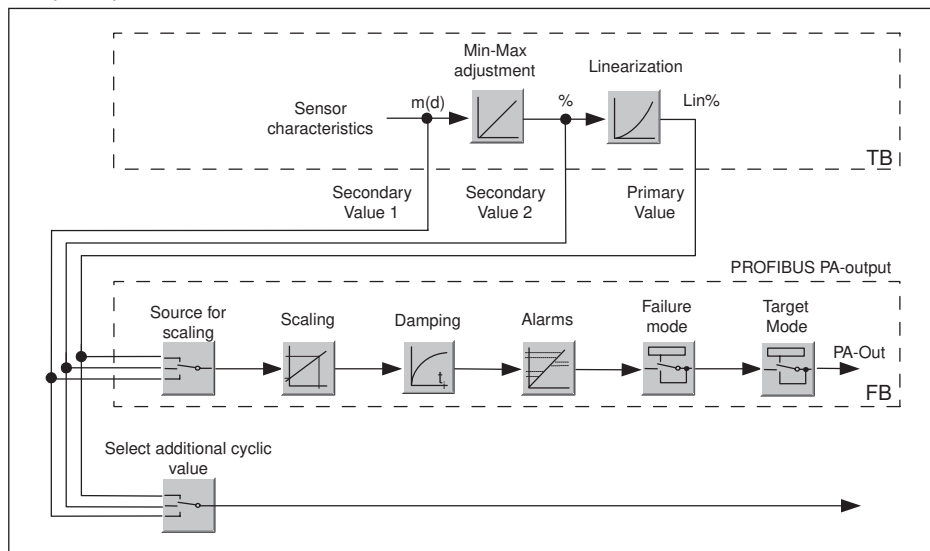 Min-Max
adjustment
Linearization
Sensor
characteristics
m(d)
%
Lin%
TB
Secondary
Value 1
Secondary
Value 2
Primary
Value
PROFIBUS PA-output
Source for
scaling
Scaling
Damping
Alarms
Failure
mode
Target
Mode
t
PA-Out
FB
Select additional cyclic
value